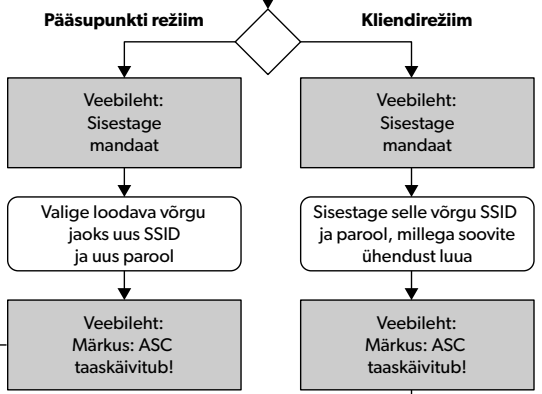 Pääsupunkti režiim
Kliendirežiim
Veebileht:
Sisestage
mandaat
Veebileht:
Sisestage
mandaat
Valige loodava võrgu
jaoks uus SSID
ja uus parool
Sisestage selle võrgu SSID
ja parool, millega soovite
ühendust luua
Veebileht:
Märkus: ASC
taaskäivitub!
Veebileht:
Märkus: ASC
taaskäivitub!